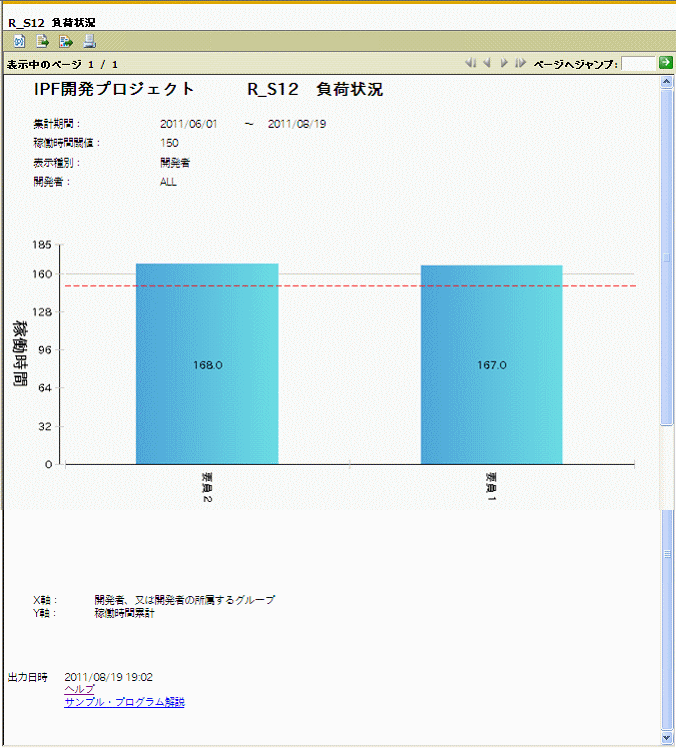 R_S12 負荷状況
表示中のページ 1 / 1
ページへジャンプ:
IPF開発プロジェクト R_S12 負荷状況
集計期間： 2011/06/01 ～ 2011/08/19
稼働時間閾値： 150
表示種別： 開発者
開発者： ALL
185
160
128
96
64
32
0
稼働時間
168.0
167.0
要員2
要員1
X軸： 開発者、又は開発者の所属するグループ
Y軸： 稼働時間累計
出力日時 2011/08/19 19:02
ヘルプ
サンプル・プログラム解説